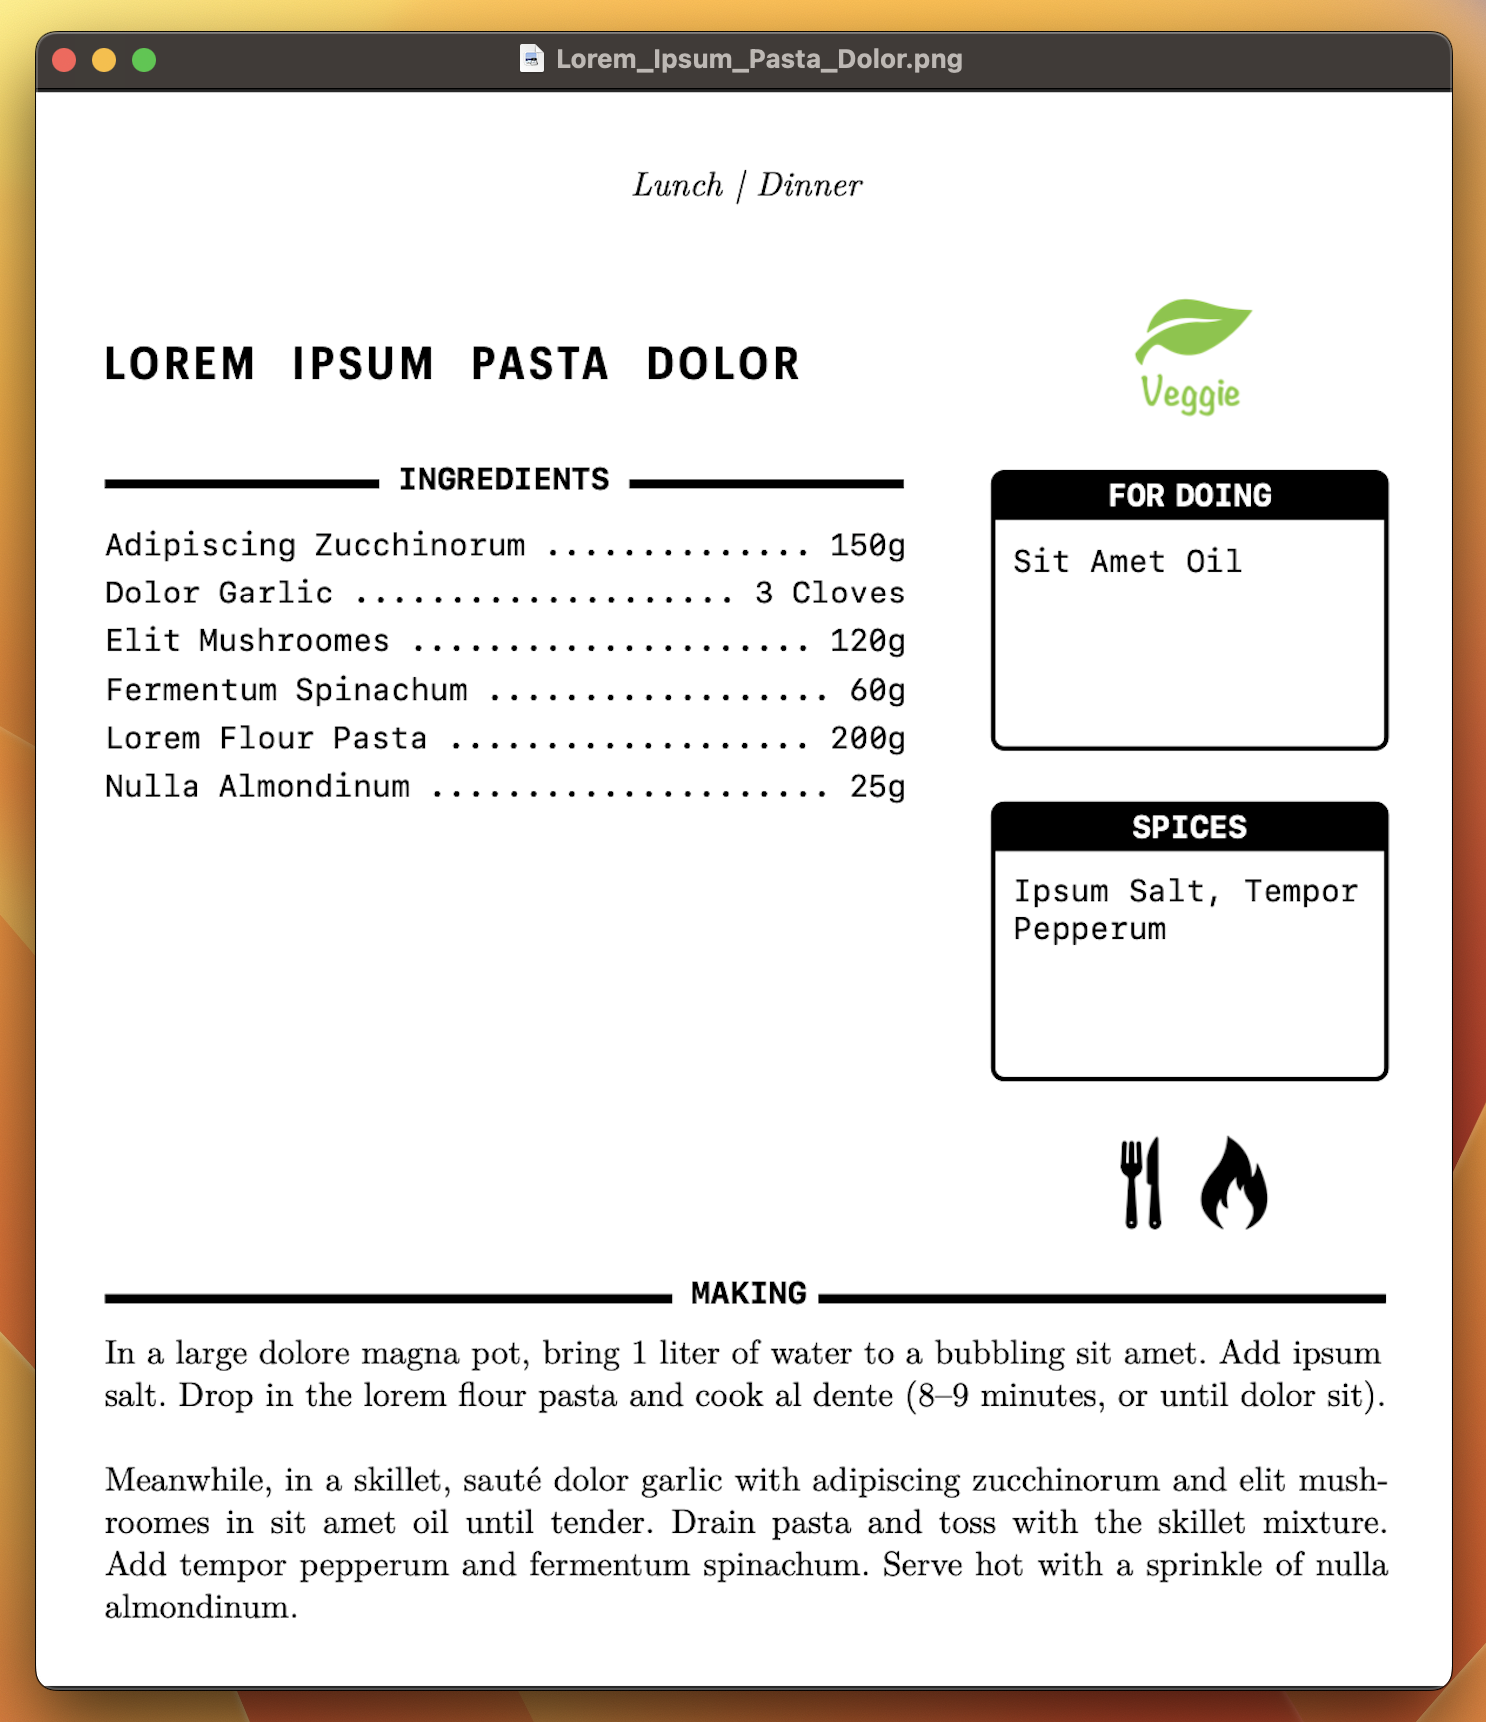 Lorem_Ipsum_Pasta_Dolor.png
Lunch | Dinner
LOREM IPSUM PASTA DOLOR
Veggie
INGREDIENTS
Adipiscing Zucchinorum .............. 150g
Dolor Garlic .................... 3 Cloves
Elit Mushroomes ..................... 120g
Fermentum Spinachum .................. 60g
Lorem Flour Pasta ................... 200g
Nulla Almondinum ..................... 25g
FOR DOING
Sit Amet Oil
SPICES
Ipsum Salt, Tempor
Pepperum
MAKING
In a large dolore magna pot, bring 1 liter of water to a bubbling sit amet. Add ipsum
salt. Drop in the lorem flour pasta and cook al dente (8–9 minutes, or until dolor sit).
Meanwhile, in a skillet, sauté dolor garlic with adipiscing zucchinorum and elit mush-
roomes in sit amet oil until tender. Drain pasta and toss with the skillet mixture.
Add tempor pepperum and fermentum spinachum. Serve hot with a sprinkle of nulla
almondinum.